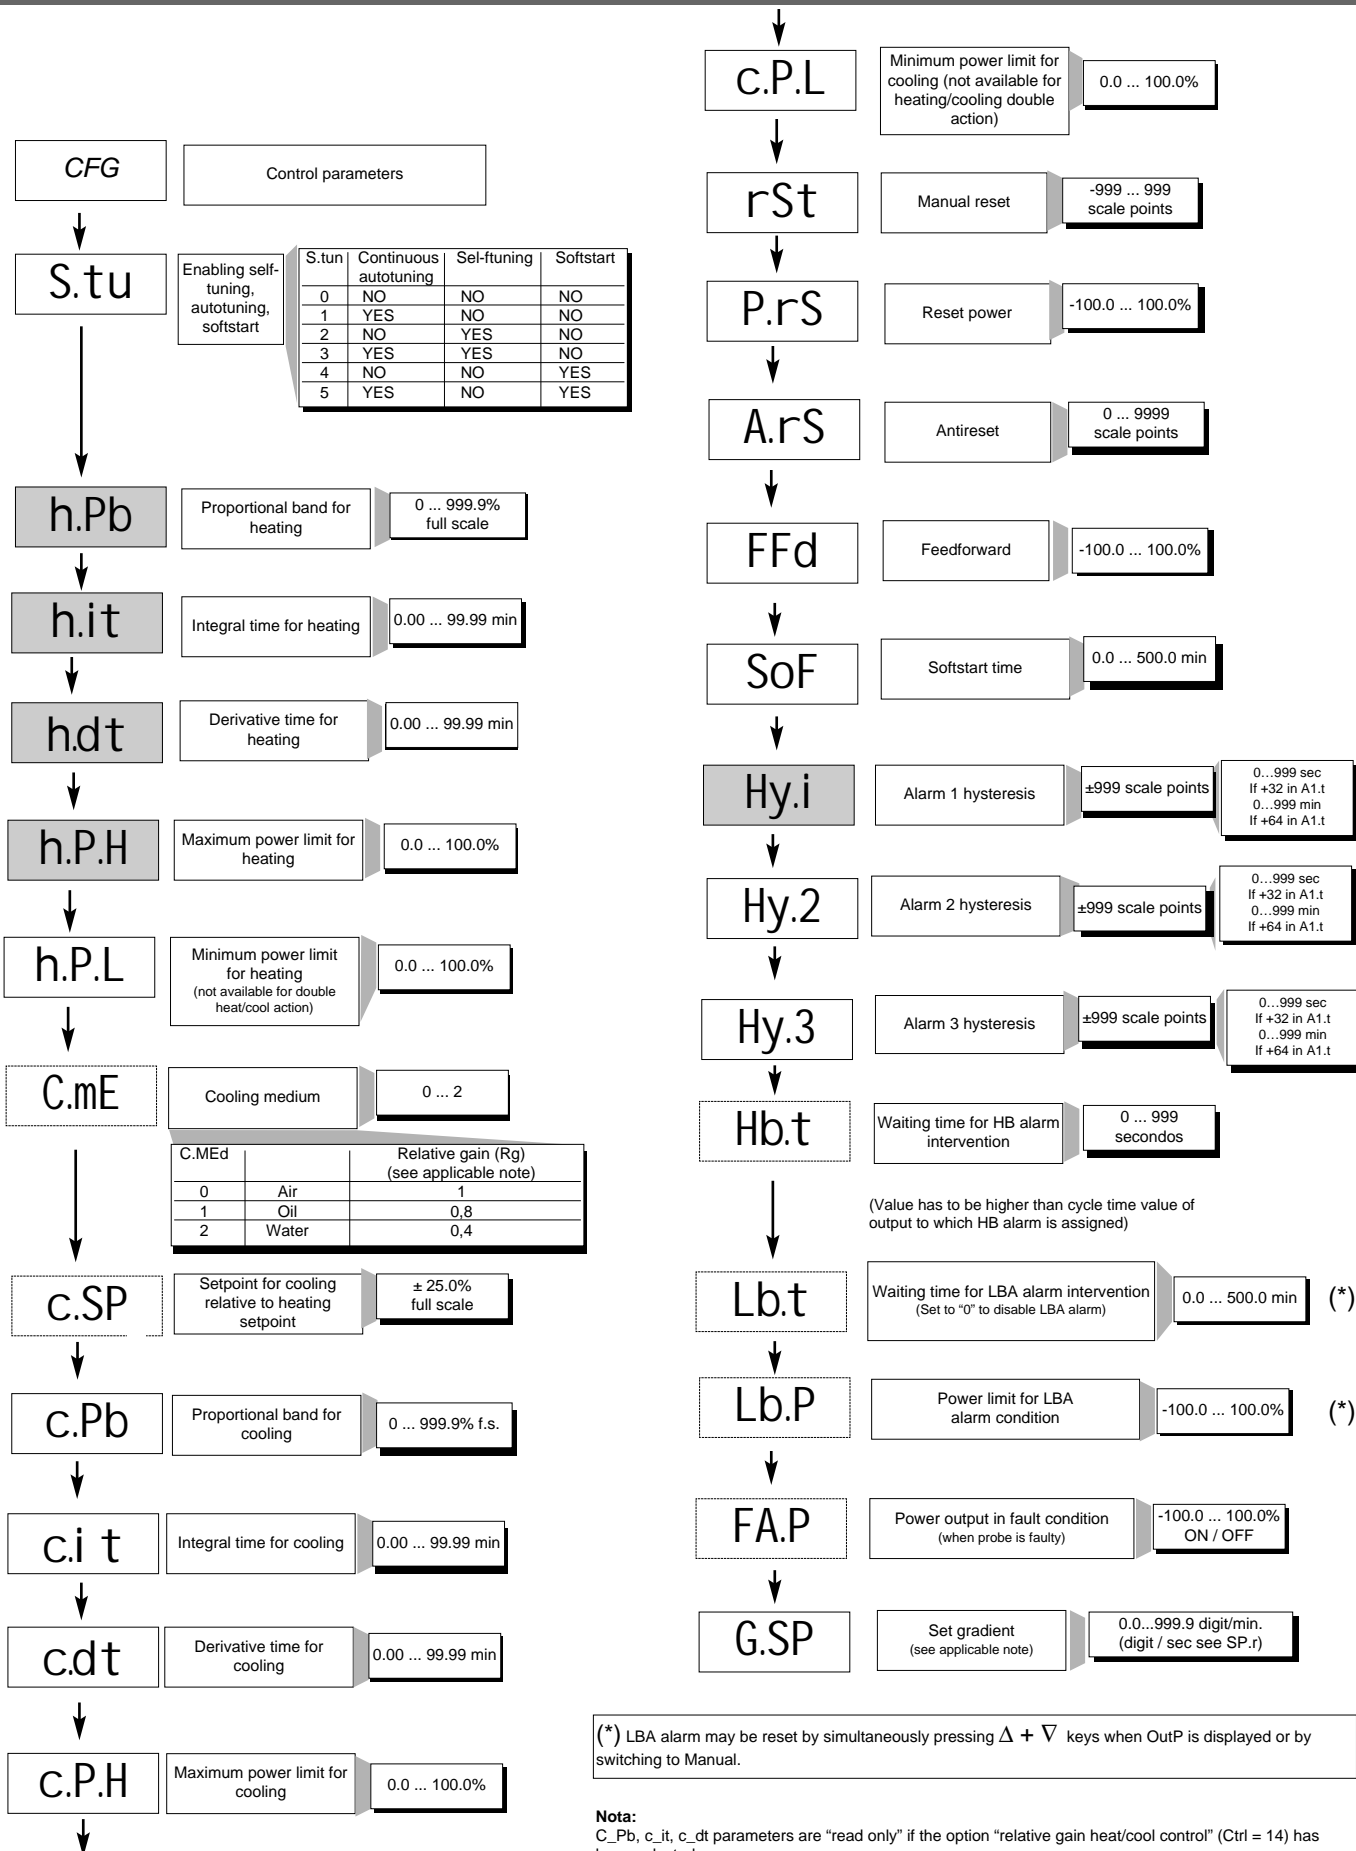 CFG
Control parameters
S.tu
Enabling self-
tuning,
autotuning,
softstart
S.tun Continuous autotuning Sel-ftuning Softstart
0 NO NO NO
1 YES NO NO
2 NO YES NO
3 YES YES NO
4 NO NO YES
5 YES NO YES
h.Pb
Proportional band for
heating
0 ... 999.9%
full scale
h.it
Integral time for heating
0.00 ... 99.99 min
h.dt
Derivative time for
heating
0.00 ... 99.99 min
h.P.H
Maximum power limit for
heating
0.0 ... 100.0%
h.P.L
Minimum power limit
for heating
(not available for double
heat/cool action)
0.0 ... 100.0%
C.mE
Cooling medium
0 ... 2
C.MEd Relative gain (Rg)
(see applicable note)
0 Air 1
1 Oil 0,8
2 Water 0,4
c.SP
Setpoint for cooling
relative to heating
setpoint
± 25.0%
full scale
c.Pb
Proportional band for
cooling
0 ... 999.9% f.s.
c.i t
Integral time for cooling
0.00 ... 99.99 min
c.dt
Derivative time for
cooling
0.00 ... 99.99 min
c.P.H
Maximum power limit for
cooling
0.0 ... 100.0%
c.P.L
Minimum power limit for
cooling (not available for
heating/cooling double
action)
0.0 ... 100.0%
rSt
Manual reset
-999 ... 999
scale points
P.rS
Reset power
-100.0 ... 100.0%
A.rS
Antireset
0 ... 9999
scale points
FFd
Feedforward
-100.0 ... 100.0%
SoF
Softstart time
0.0 ... 500.0 min
Hy.i
Alarm 1 hysteresis
±999 scale points
0...999 sec
If +32 in A1.t
0...999 min
If +64 in A1.t
Hy.2
Alarm 2 hysteresis
±999 scale points
0...999 sec
If +32 in A1.t
0...999 min
If +64 in A1.t
Hy.3
Alarm 3 hysteresis
±999 scale points
0...999 sec
If +32 in A1.t
0...999 min
If +64 in A1.t
Hb.t
Waiting time for HB alarm
intervention
0 ... 999
secondos
(Value has to be higher than cycle time value of
output to which HB alarm is assigned)
Lb.t
Waiting time for LBA alarm intervention
(Set to “0” to disable LBA alarm)
0.0 ... 500.0 min
(*)
Lb.P
Power limit for LBA
alarm condition
-100.0 ... 100.0%
(*)
FA.P
Power output in fault condition
(when probe is faulty)
-100.0 ... 100.0%
ON / OFF
G.SP
Set gradient
(see applicable note)
0.0...999.9 digit/min.
(digit / sec see SP.r)
(*) LBA alarm may be reset by simultaneously pressing Δ + ∇ keys when OutP is displayed or by
switching to Manual.
Nota:
C_Pb, c_it, c_dt parameters are “read only” if the option “relative gain heat/cool control” (Ctrl = 14) has